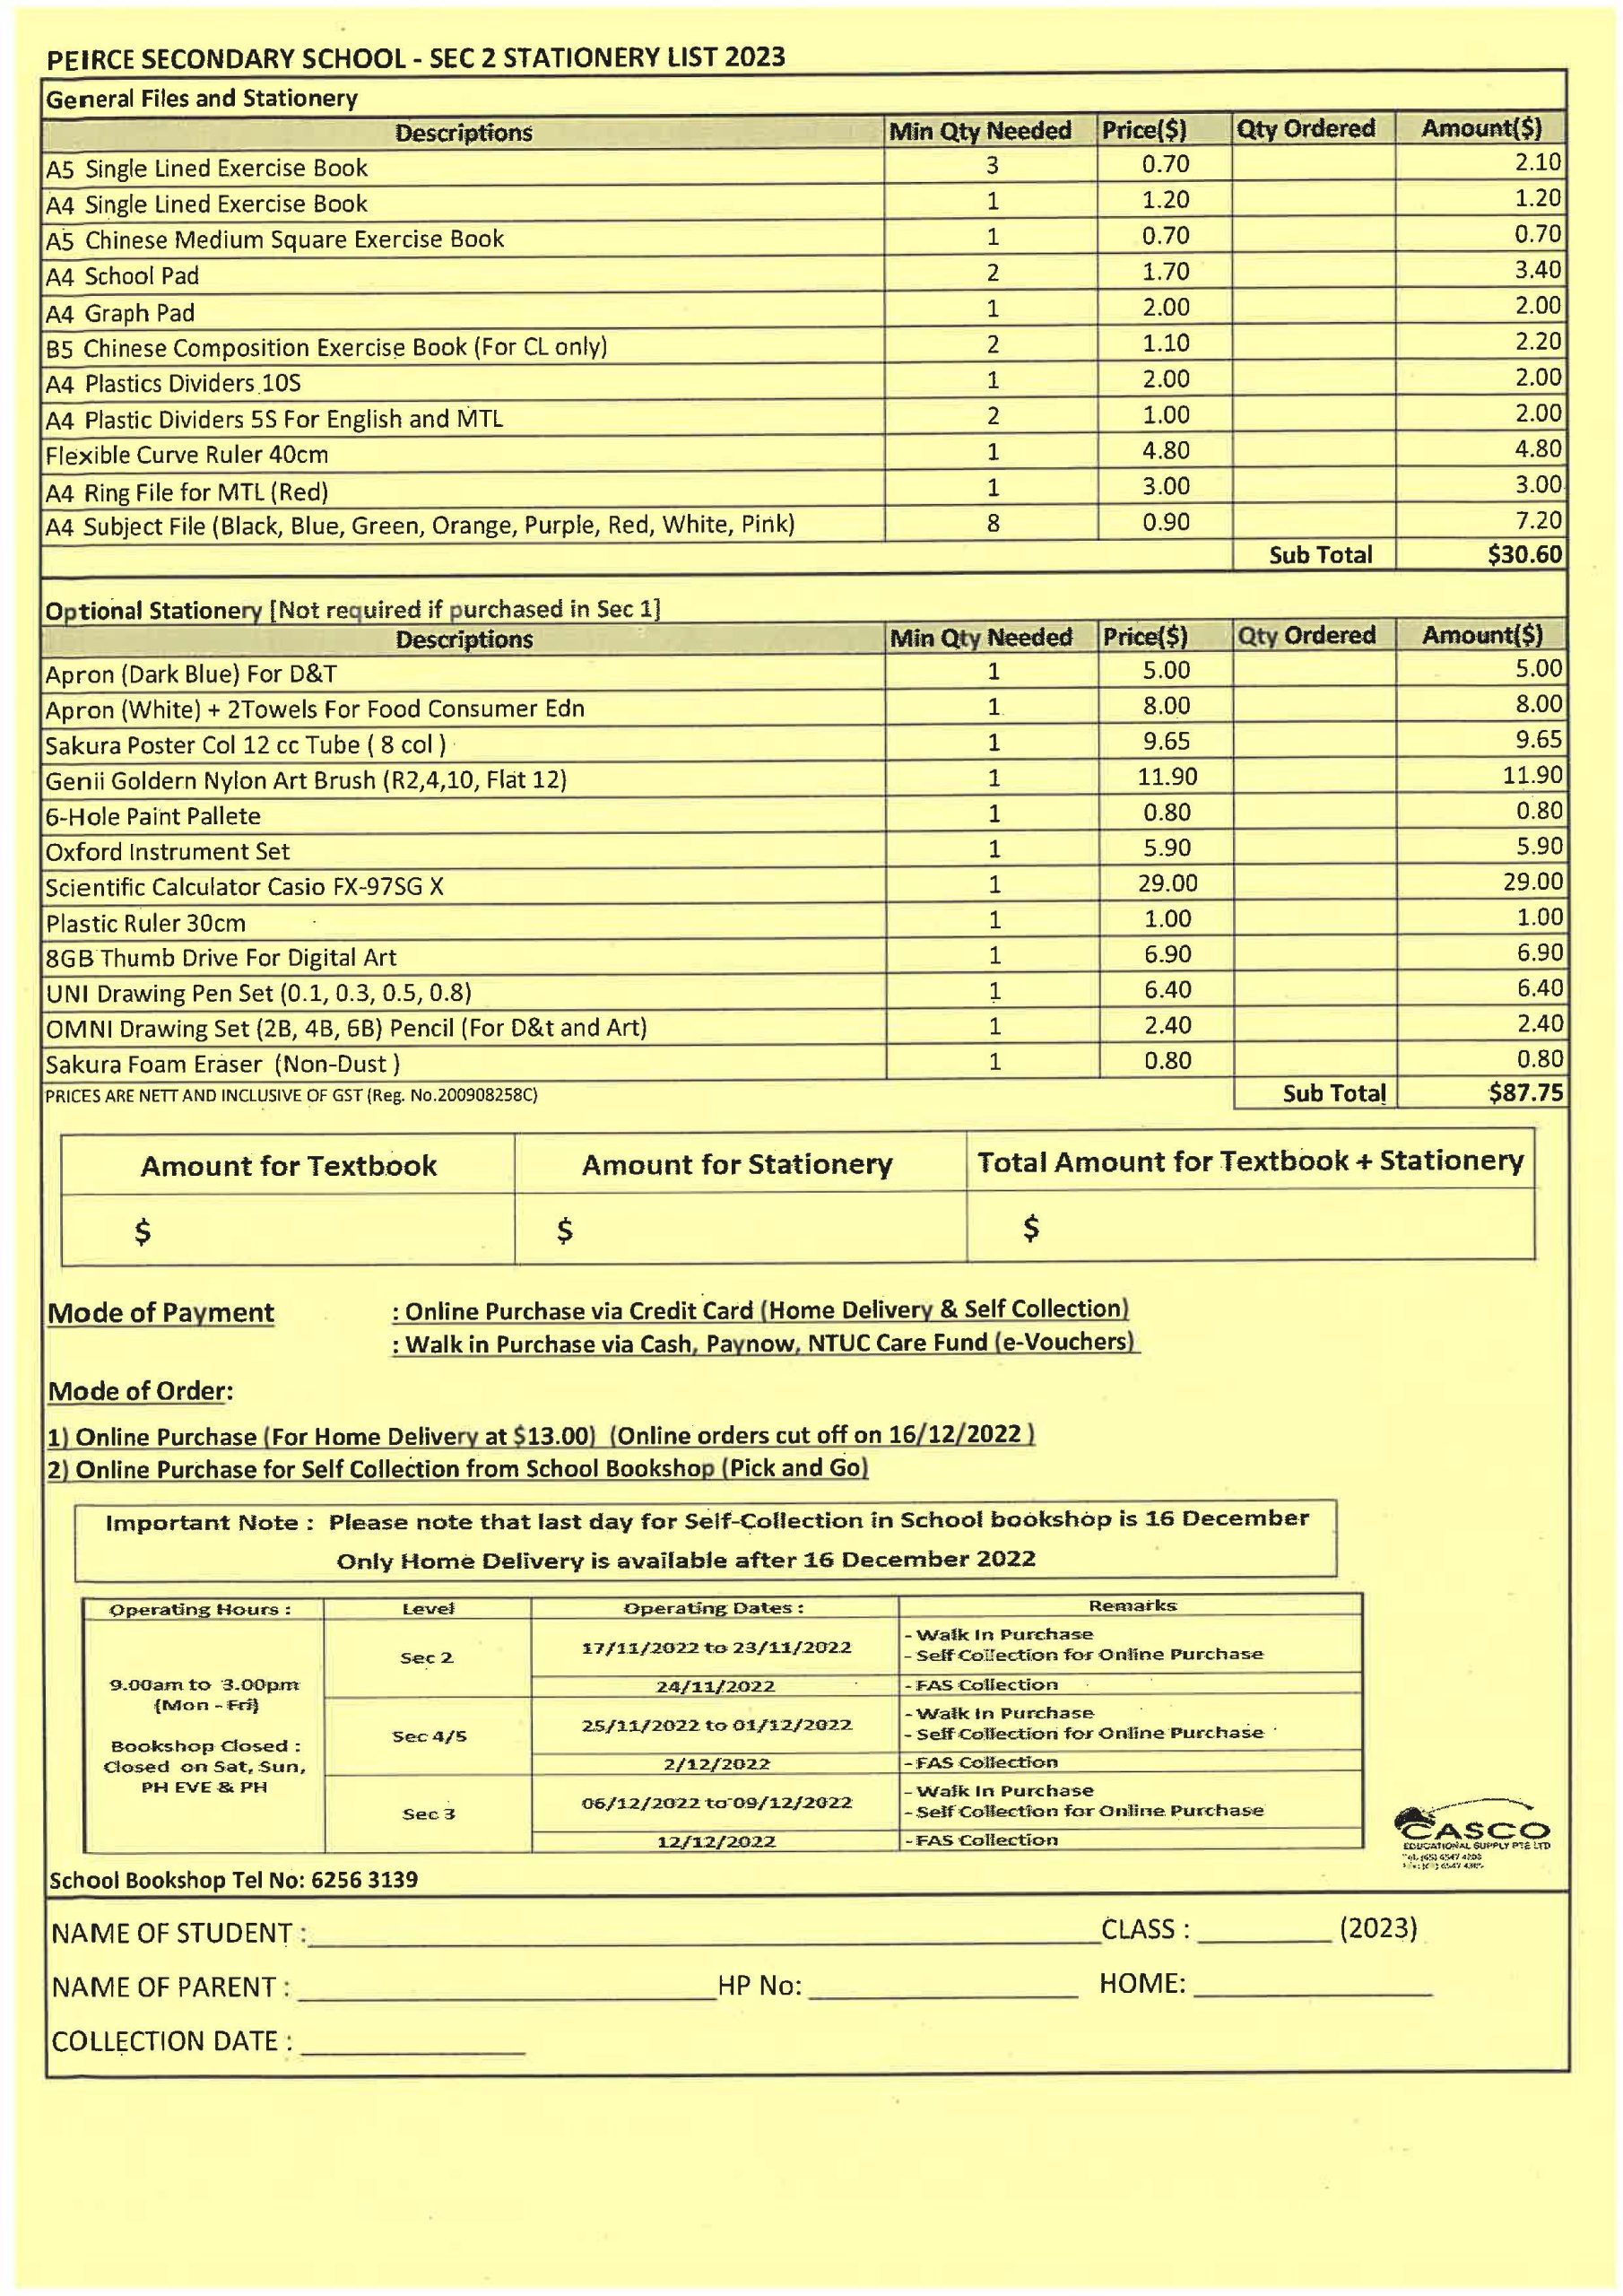 PEIRCE SECONDARY SCHOOL - SEC 2 STATIONERY LIST 2023
General Files and Stationery
Descriptions Min Qty Needed Price($) Qty Ordered Amount($)
A5 Single Lined Exercise Book 3 0.70 2.10
A4 Single Lined Exercise Book 1 1.20 1.20
A5 Chinese Medium Square Exercise Book 1 0.70 0.70
A4 School Pad 2 1.70 3.40
A4 Graph Pad 1 2.00 2.00
B5 Chinese Composition Exercise Book (For CL only) 2 1.10 2.20
A4 Plastics Dividers 10S 1 2.00 2.00
A4 Plastic Dividers 5S For English and MTL 2 1.00 2.00
Flexible Curve Ruler 40cm 1 4.80 4.80
A4 Ring File for MTL (Red) 1 3.00 3.00
A4 Subject File (Black, Blue, Green, Orange, Purple, Red, White, Pink) 8 0.90 7.20
Sub Total $30.60
Optional Stationery [Not required if purchased in Sec 1]
Descriptions Min Qty Needed Price($) Qty Ordered Amount($)
Apron (Dark Blue) For D&T 1 5.00 5.00
Apron (White) + 2Towels For Food Consumer Edn 1 8.00 8.00
Sakura Poster Col 12 cc Tube ( 8 col ) 1 9.65 9.65
Genii Goldern Nylon Art Brush (R2,4,10, Flat 12) 1 11.90 11.90
6-Hole Paint Pallete 1 0.80 0.80
Oxford Instrument Set 1 5.90 5.90
Scientific Calculator Casio FX-97SG X 1 29.00 29.00
Plastic Ruler 30cm 1 1.00 1.00
8GB Thumb Drive For Digital Art 1 6.90 6.90
UNI Drawing Pen Set (0.1, 0.3, 0.5, 0.8) 1 6.40 6.40
OMNI Drawing Set (2B, 4B, 6B) Pencil (For D&t and Art) 1 2.40 2.40
Sakura Foam Eraser (Non-Dust ) 1 0.80 0.80
PRICES ARE NETT AND INCLUSIVE OF GST (Reg. No.200908258C) Sub Total $87.75
Amount for Textbook Amount for Stationery Total Amount for Textbook + Stationery
$ $ $
Mode of Payment : Online Purchase via Credit Card (Home Delivery & Self Collection)
: Walk in Purchase via Cash, Paynow, NTUC Care Fund (e-Vouchers)
Mode of Order:
1) Online Purchase (For Home Delivery at $13.00) (Online orders cut off on 16/12/2022 )
2) Online Purchase for Self Collection from School Bookshop (Pick and Go)
Important Note : Please note that last day for Self-Collection in School bookshop is 16 December
Only Home Delivery is available after 16 December 2022
Operating Hours : Level Operating Dates : Remarks
9.00am to 3.00pm
(Mon - Fri)
Bookshop Closed :
Closed on Sat, Sun,
PH EVE & PH
Sec 2 17/11/2022 to 23/11/2022 - Walk In Purchase
- Self Collection for Online Purchase
24/11/2022 - FAS Collection
Sec 4/5 25/11/2022 to 01/12/2022 - Walk In Purchase
- Self Collection for Online Purchase
2/12/2022 - FAS Collection
Sec 3 06/12/2022 to 09/12/2022 - Walk In Purchase
- Self Collection for Online Purchase
12/12/2022 - FAS Collection
CASCO
EDUCATIONAL SUPPLY PTE LTD
School Bookshop Tel No: 6256 3139
NAME OF STUDENT : CLASS : (2023)
NAME OF PARENT : HP No: HOME:
COLLECTION DATE :